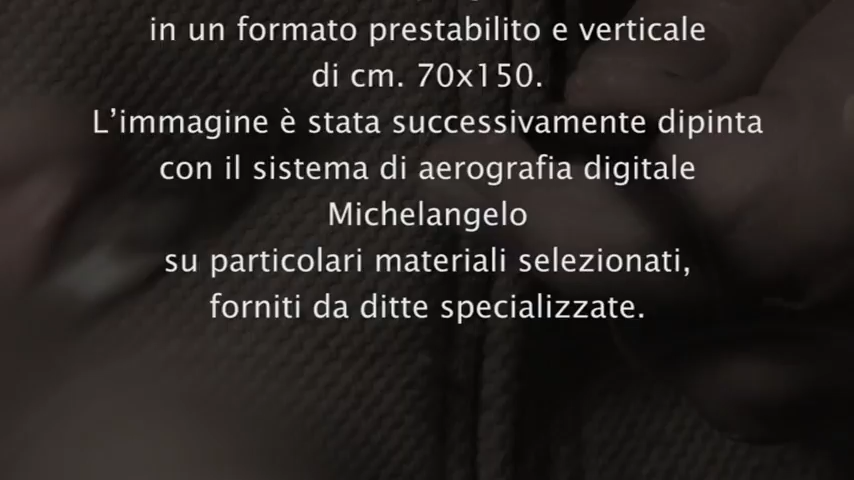 in un formato prestabilito e verticale
di cm. 70x150.
L’immagine è stata successivamente dipinta
con il sistema di aerografia digitale
Michelangelo
su particolari materiali selezionati,
forniti da ditte specializzate.